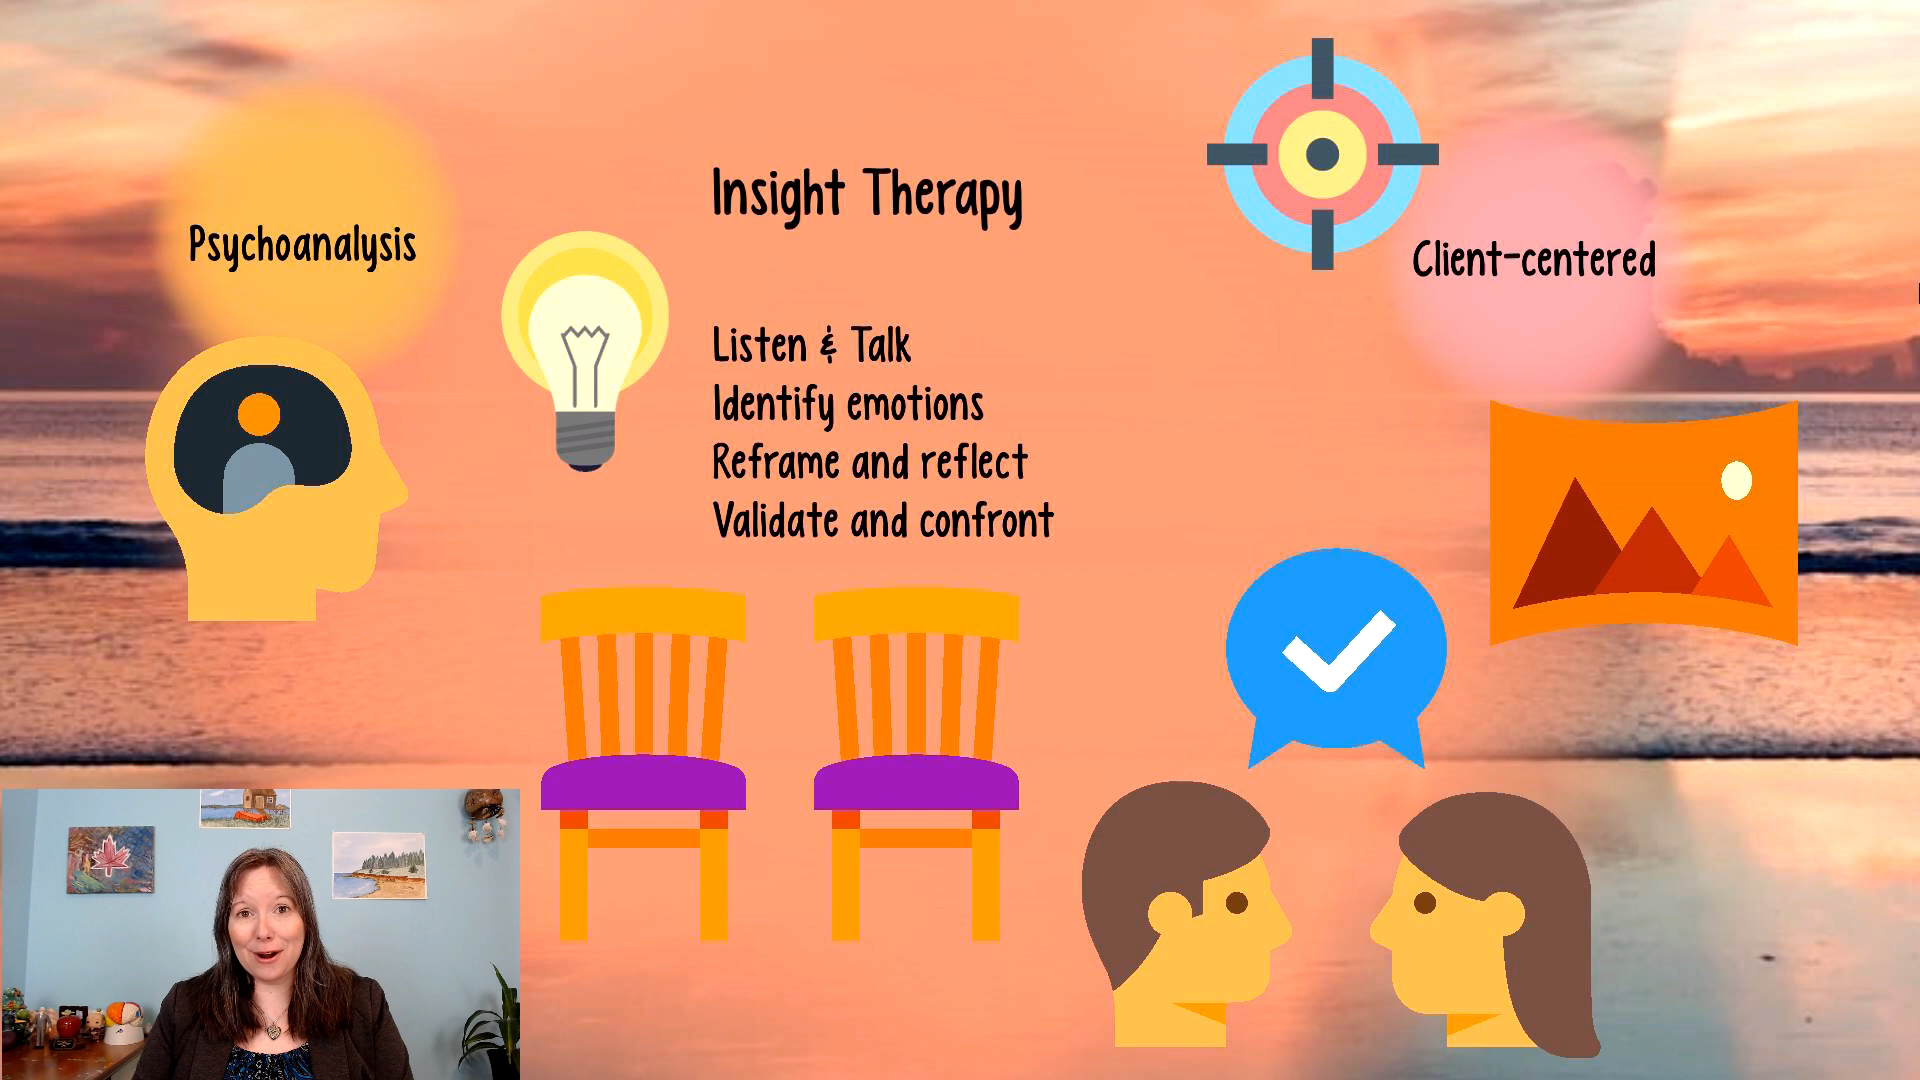 Insight Therapy
Psychoanalysis
Client-centered
Listen & Talk
Identify emotions
Reframe and reflect
Validate and confront